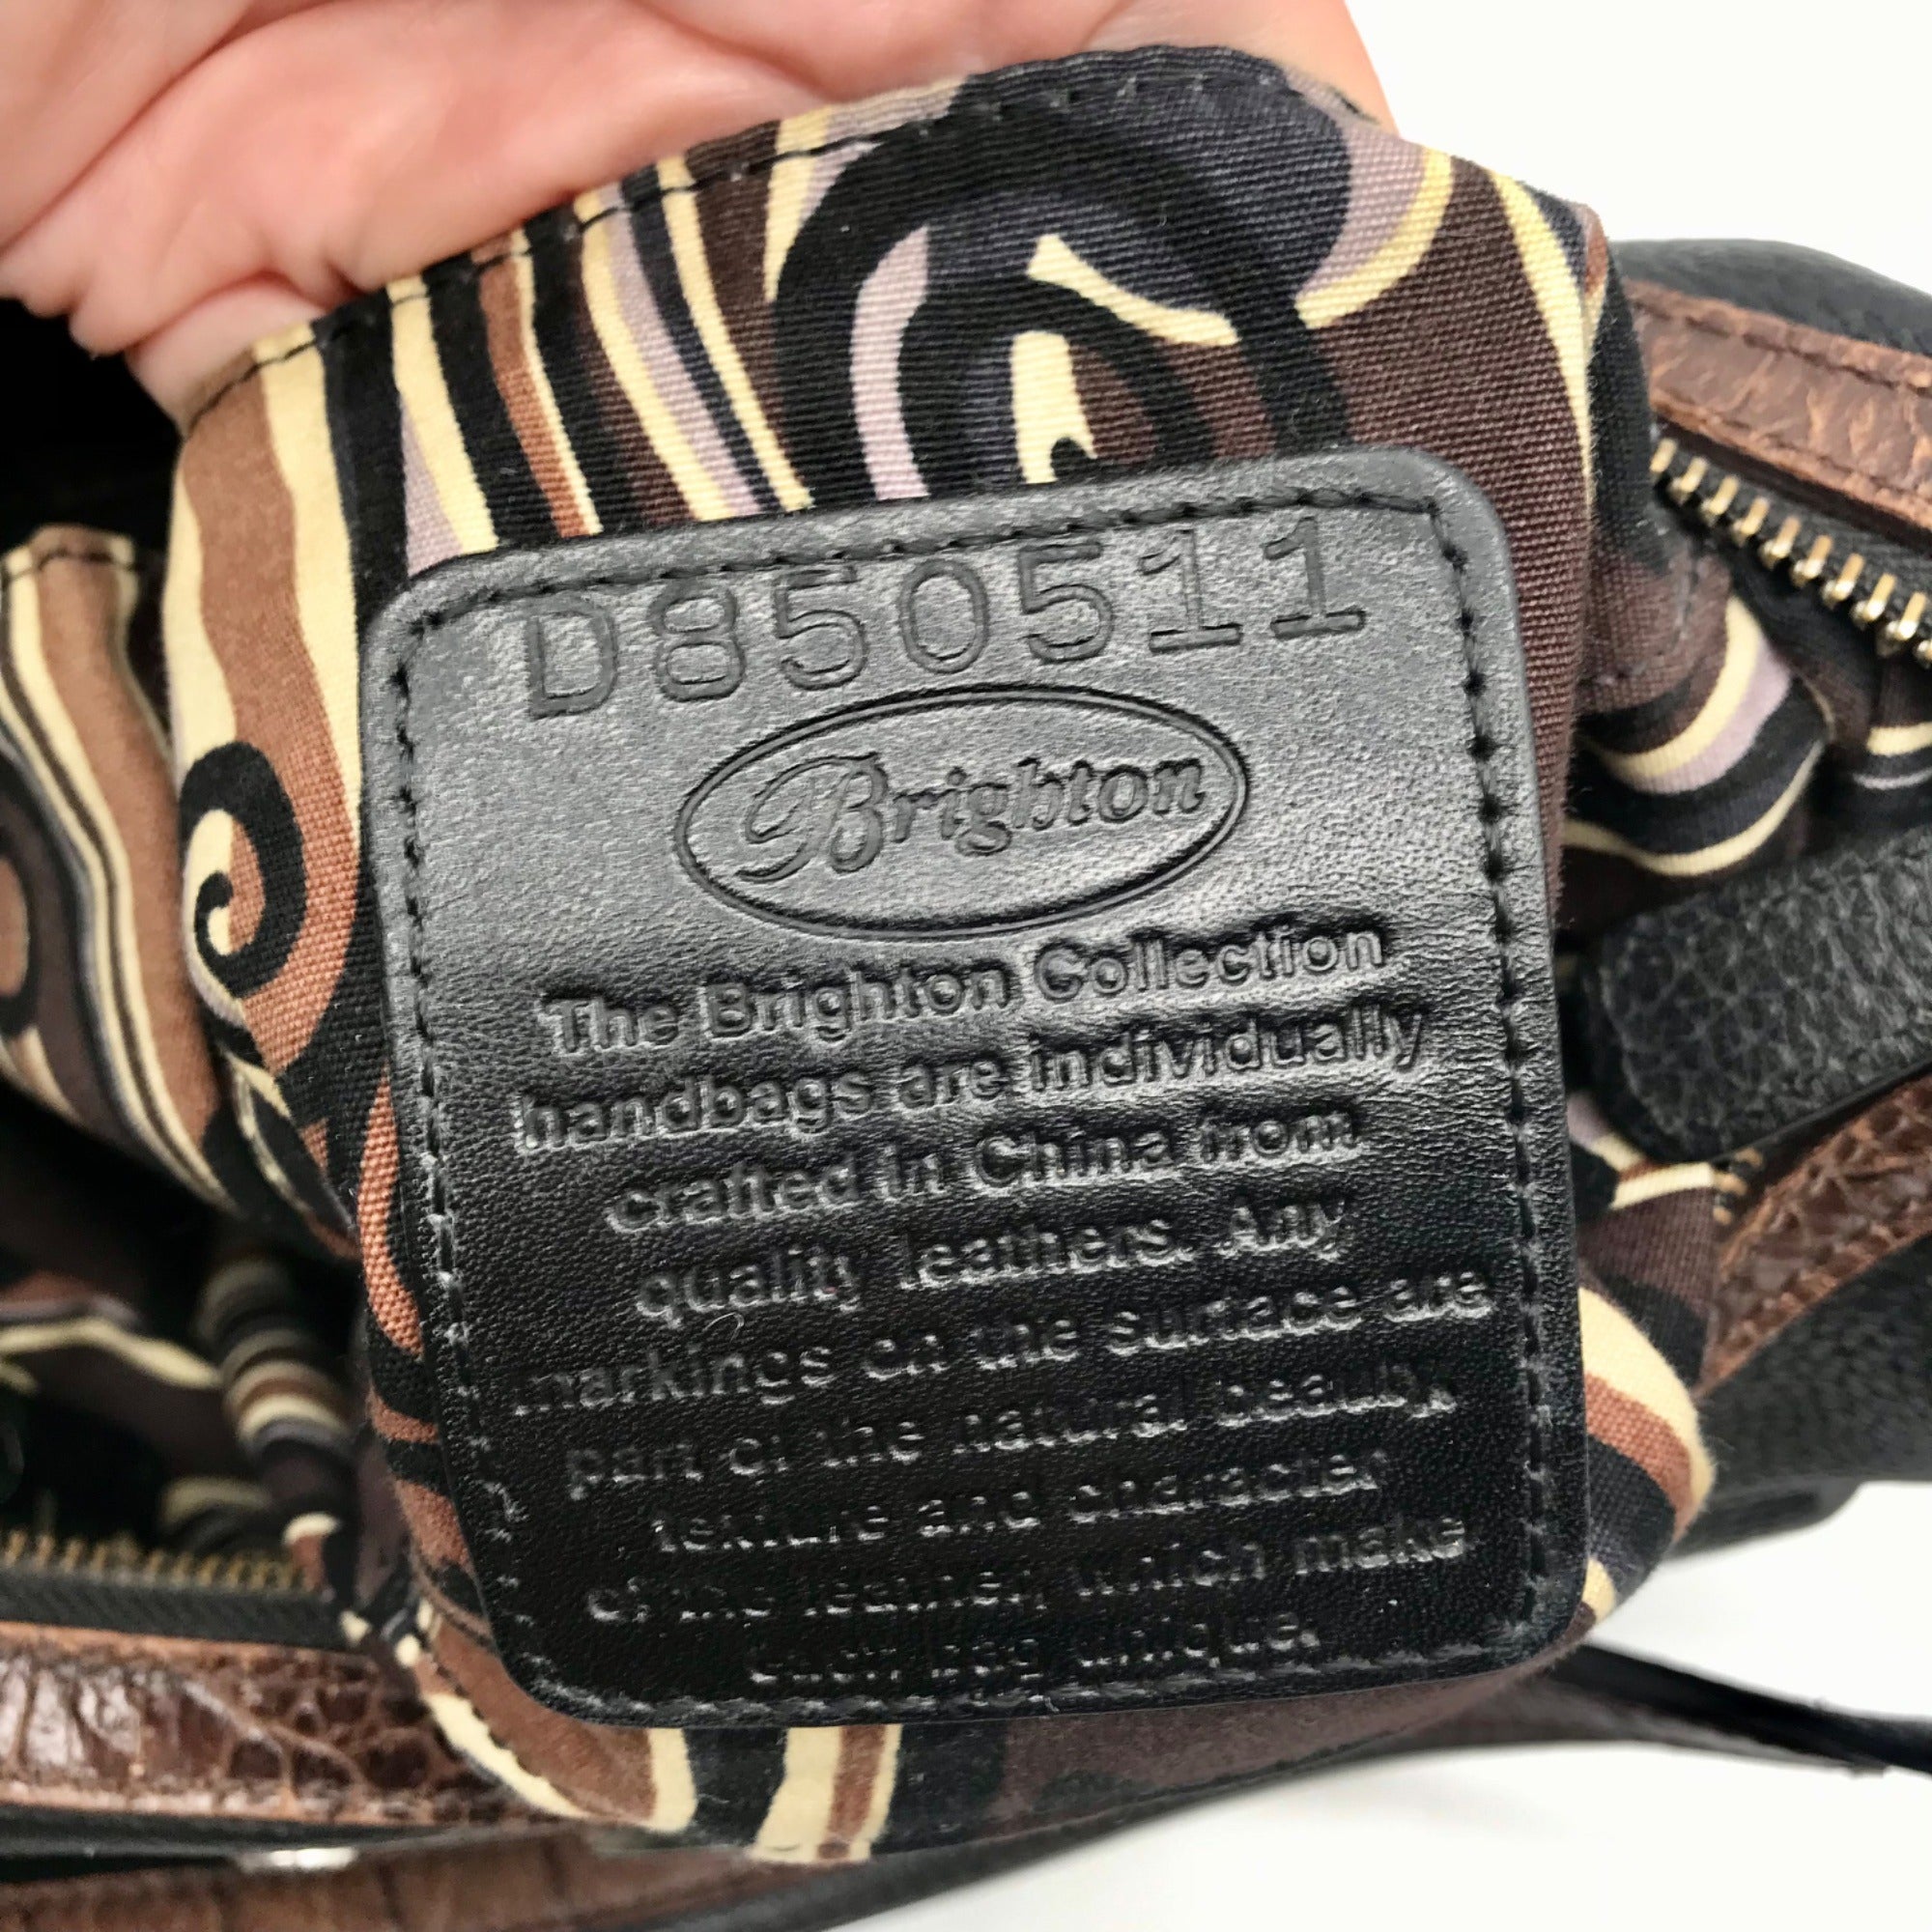 D850511
Brighton
The Brighton Collection
handbags are individually
crafted in China from
quality leathers. Any
markings on the surface are
part of the natural beauty,
texture and character
of the leather, which make
each bag unique.